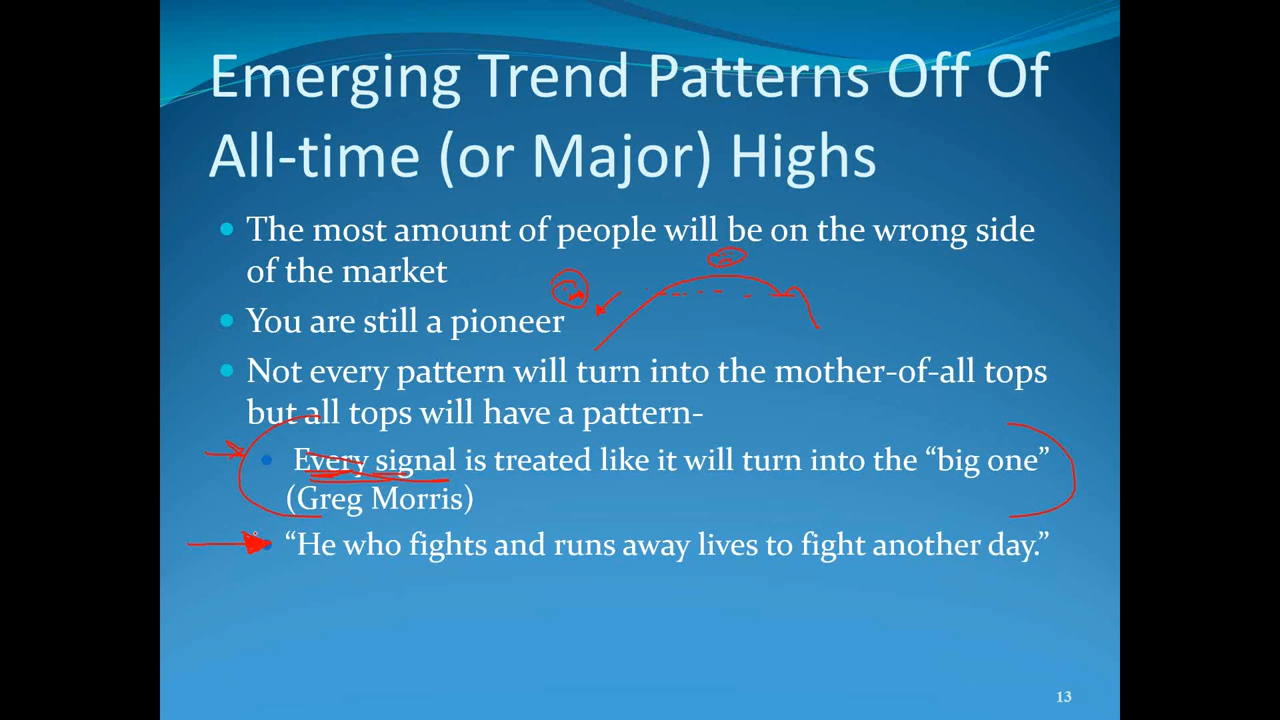 Emerging Trend Patterns Off Of
All-time (or Major) Highs
The most amount of people will be on the wrong side
of the market
You are still a pioneer
Not every pattern will turn into the mother-of-all tops
but all tops will have a pattern-
Every signal is treated like it will turn into the “big one”
(Greg Morris)
“He who fights and runs away lives to fight another day.”
13